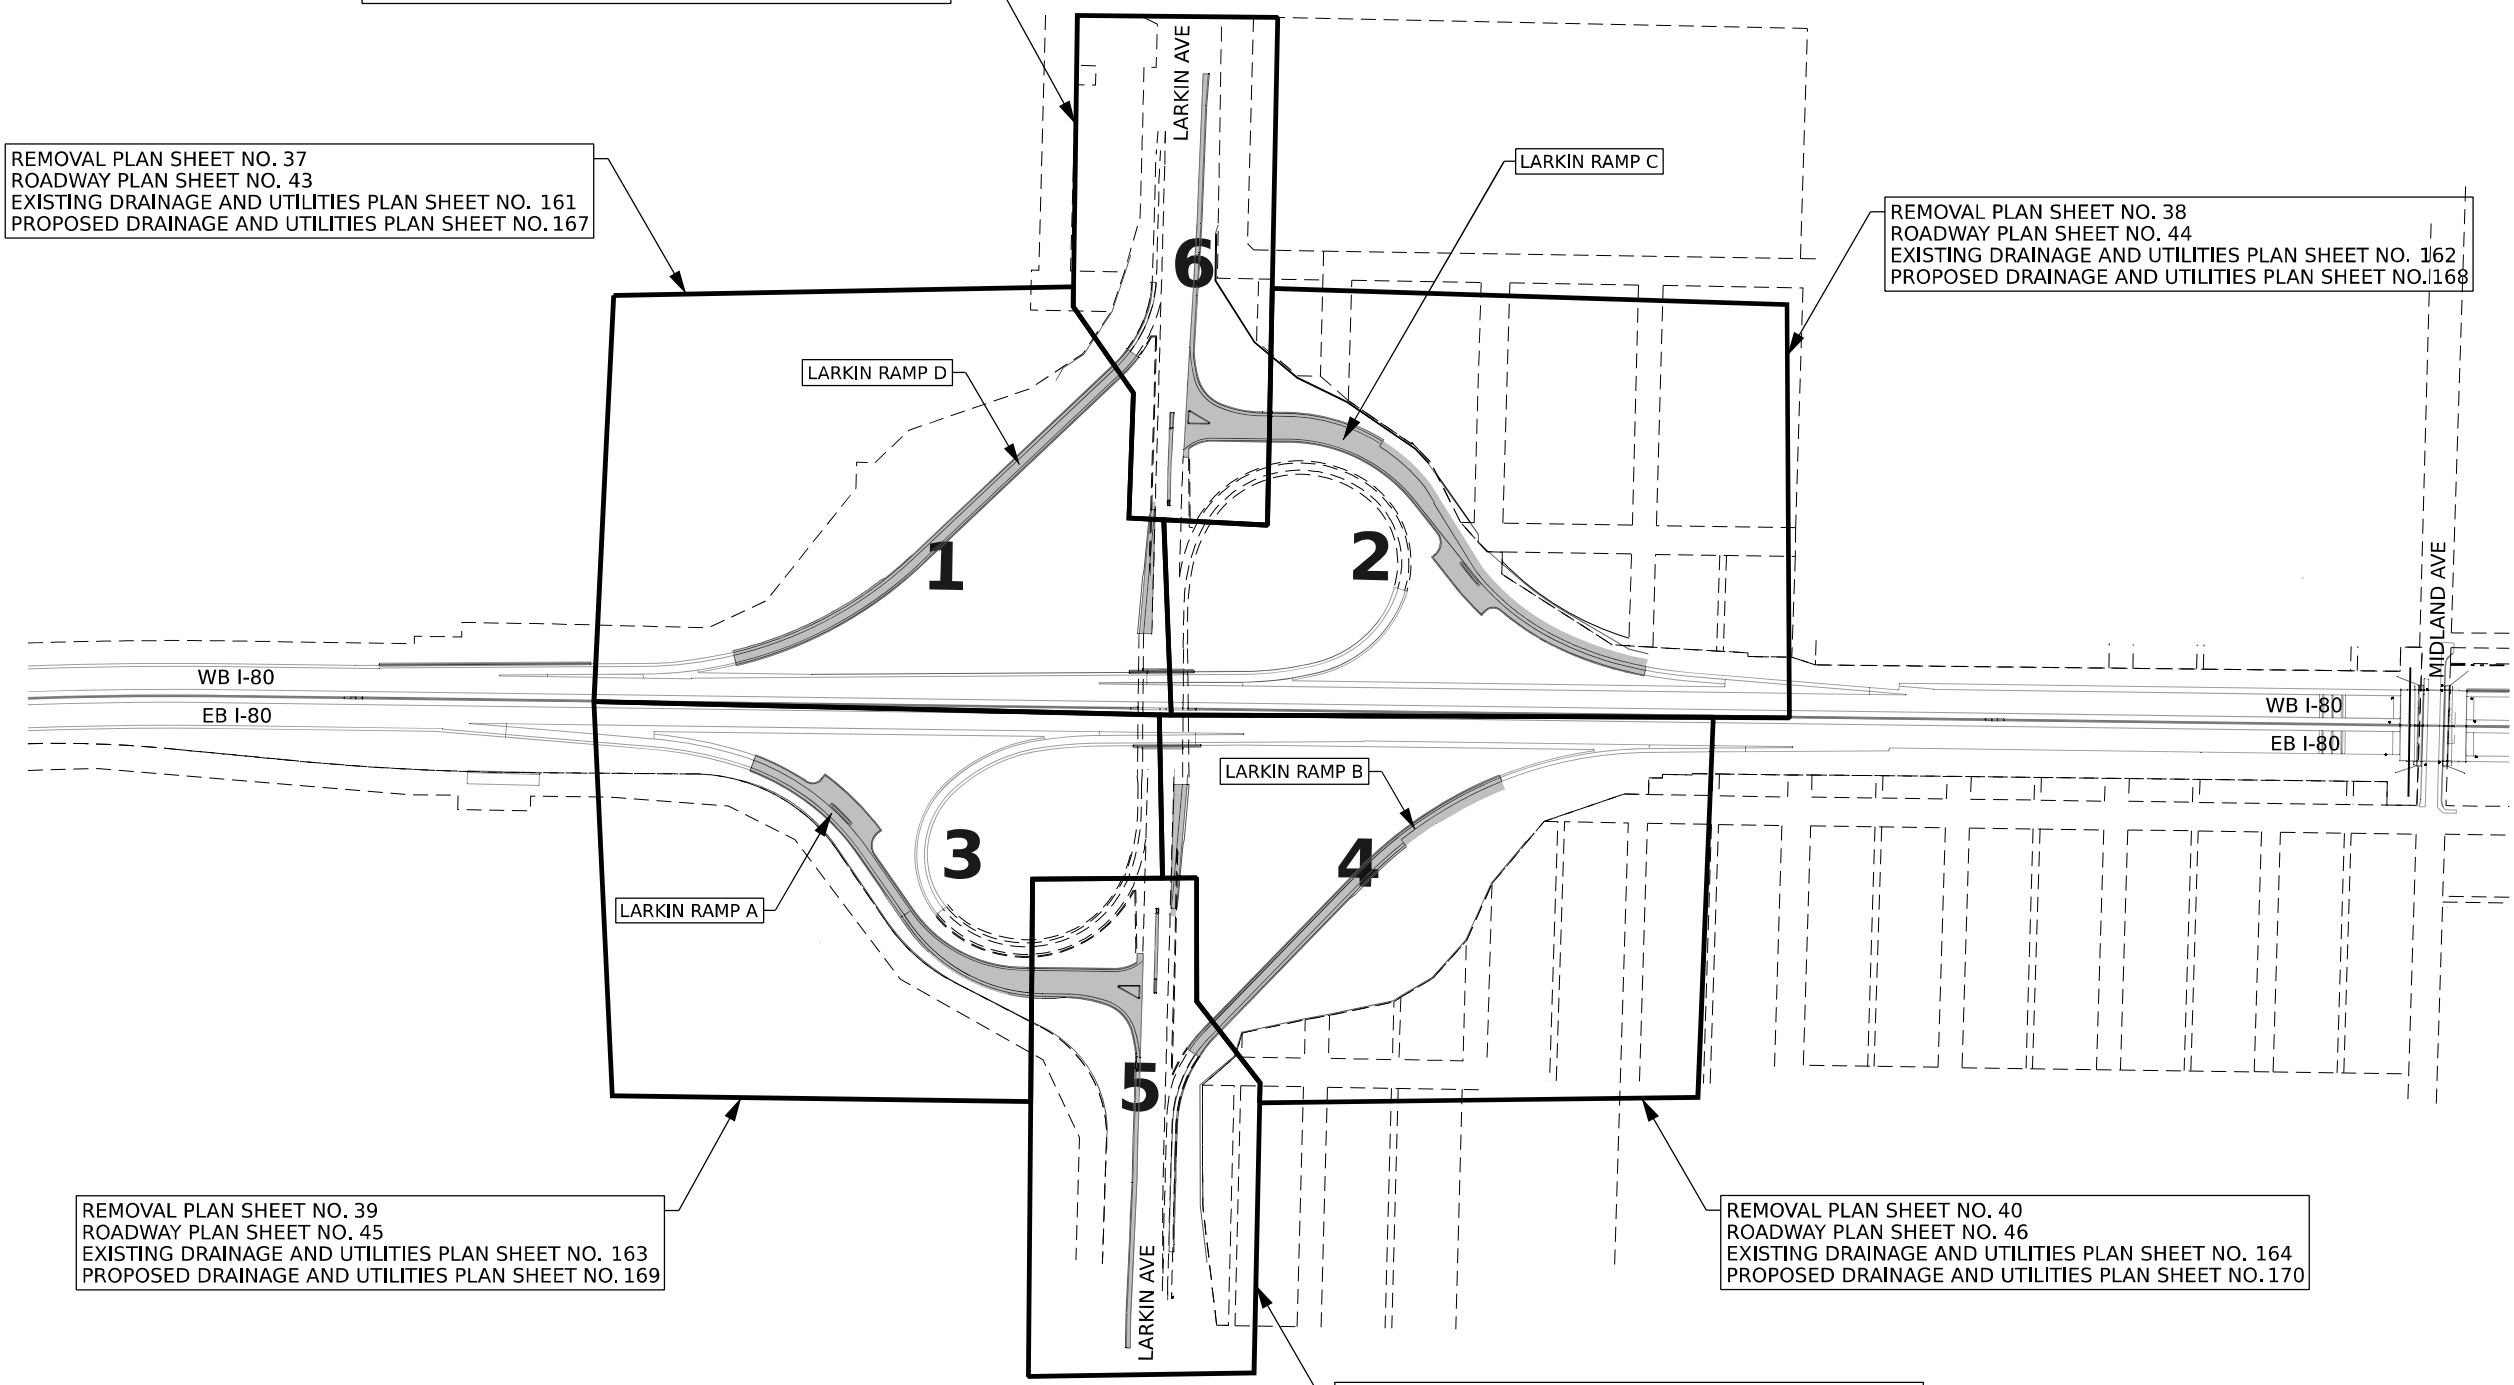 LARKIN AVE
REMOVAL PLAN SHEET NO. 37
ROADWAY PLAN SHEET NO. 43
EXISTING DRAINAGE AND UTILITIES PLAN SHEET NO. 161
PROPOSED DRAINAGE AND UTILITIES PLAN SHEET NO. 167
LARKIN RAMP C
REMOVAL PLAN SHEET NO. 38
ROADWAY PLAN SHEET NO. 44
EXISTING DRAINAGE AND UTILITIES PLAN SHEET NO. 162
PROPOSED DRAINAGE AND UTILITIES PLAN SHEET NO. 168
6
LARKIN RAMP D
1
2
MIDLAND AVE
WB I-80
EB I-80
WB I-80
EB I-80
LARKIN RAMP B
3
4
LARKIN RAMP A
5
REMOVAL PLAN SHEET NO. 39
ROADWAY PLAN SHEET NO. 45
EXISTING DRAINAGE AND UTILITIES PLAN SHEET NO. 163
PROPOSED DRAINAGE AND UTILITIES PLAN SHEET NO. 169
REMOVAL PLAN SHEET NO. 40
ROADWAY PLAN SHEET NO. 46
EXISTING DRAINAGE AND UTILITIES PLAN SHEET NO. 164
PROPOSED DRAINAGE AND UTILITIES PLAN SHEET NO. 170
LARKIN AVE